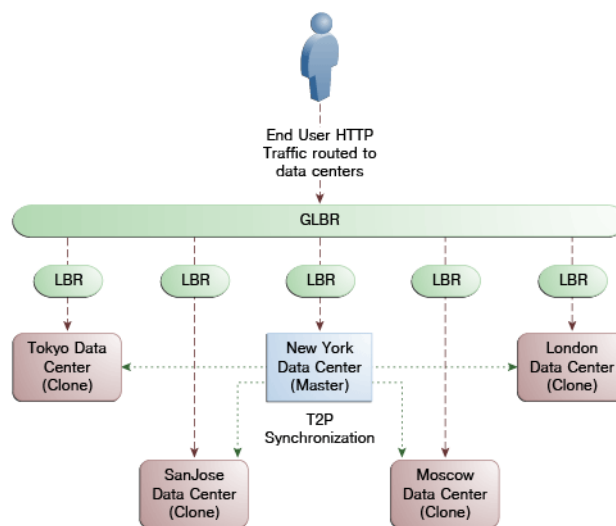 End User HTTP
Traffic routed to
data centers
GLBR
LBR
LBR
LBR
LBR
LBR
Tokyo Data
Center
(Clone)
New York
Data Center
(Master)
London
Data Center
(Clone)
T2P
Synchronization
SanJose
Data Center
(Clone)
Moscow
Data Center
(Clone)